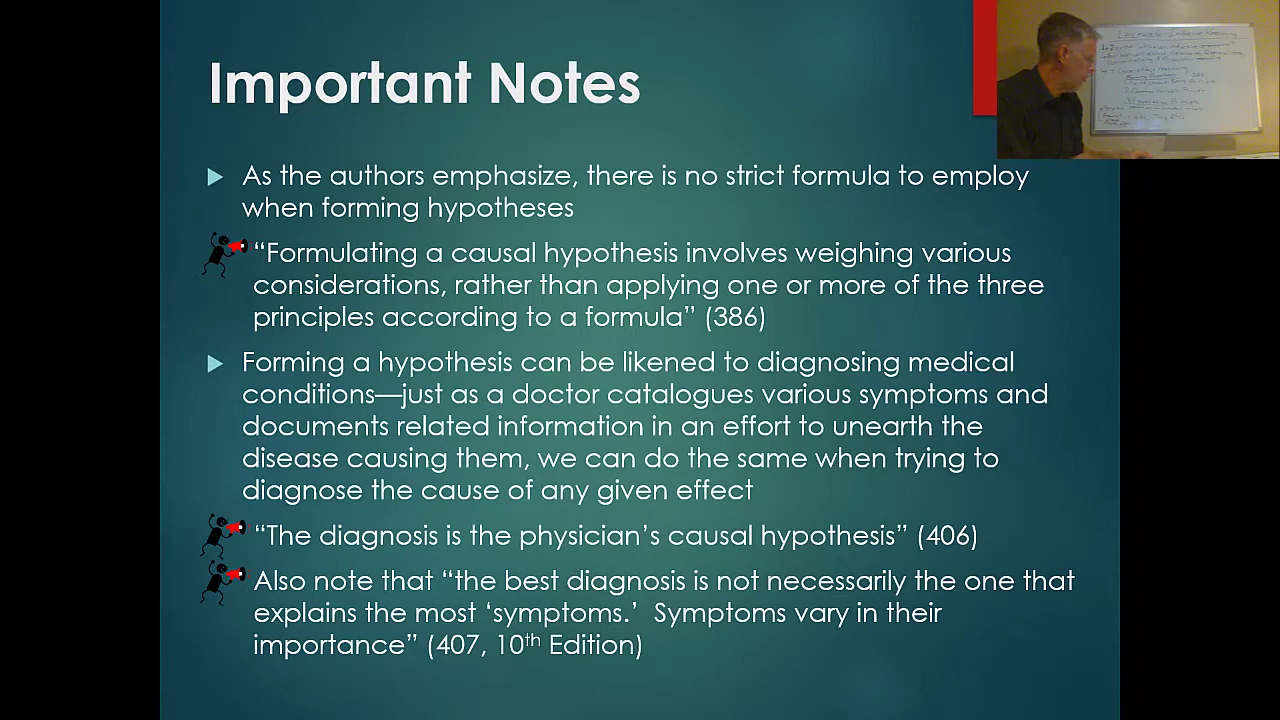 Important Notes
As the authors emphasize, there is no strict formula to employ
when forming hypotheses
“Formulating a causal hypothesis involves weighing various
considerations, rather than applying one or more of the three
principles according to a formula” (386)
Forming a hypothesis can be likened to diagnosing medical
conditions—just as a doctor catalogues various symptoms and
documents related information in an effort to unearth the
disease causing them, we can do the same when trying to
diagnose the cause of any given effect
“The diagnosis is the physician’s causal hypothesis” (406)
Also note that “the best diagnosis is not necessarily the one that
explains the most ‘symptoms.’ Symptoms vary in their
importance” (407, 10th Edition)